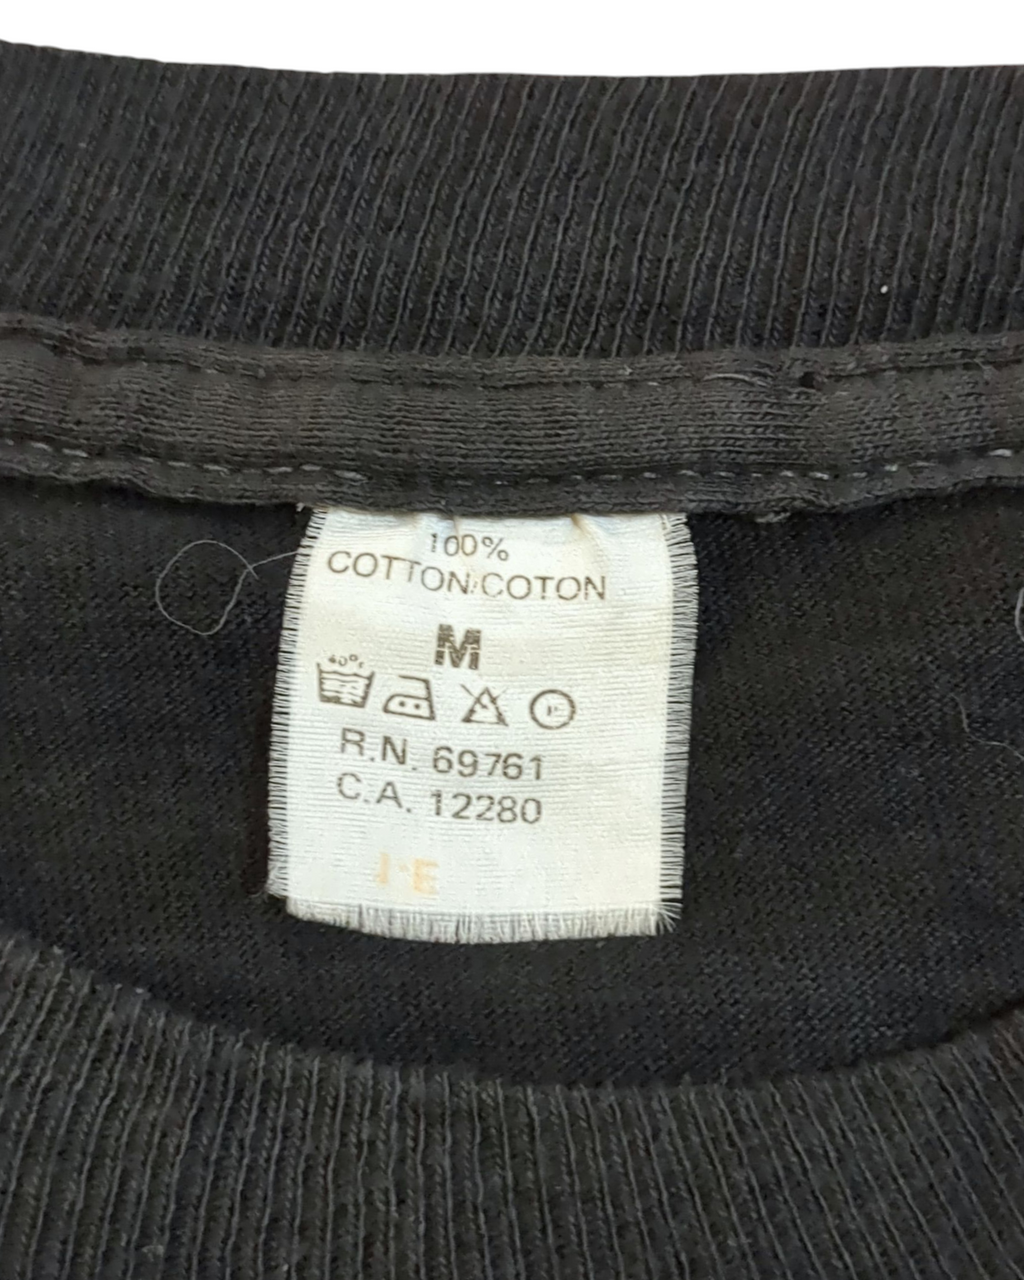 100%
COTTON/COTON
M
40°c
R.N. 69761
C.A. 12280